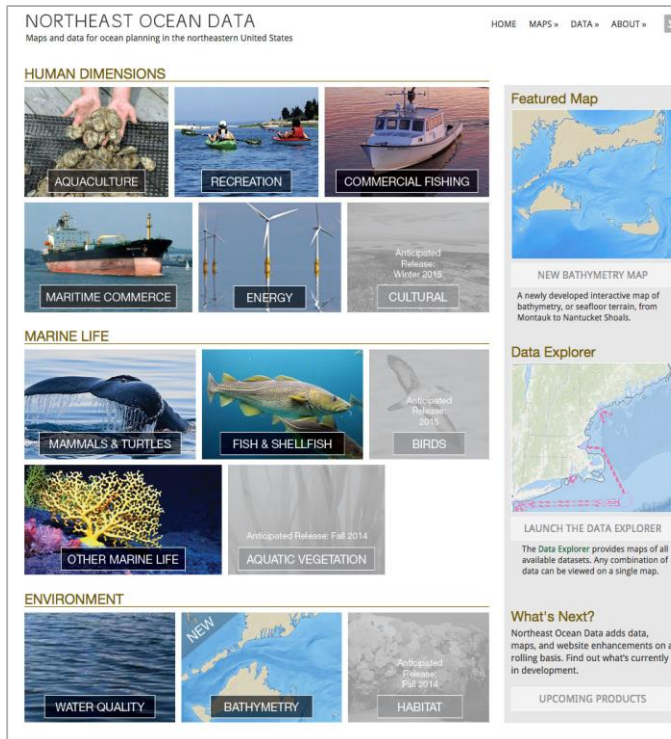 NORTHEAST OCEAN DATA
Maps and data for ocean planning in the northeastern United States
HOME MAPS » DATA » ABOUT »
HUMAN DIMENSIONS
AQUACULTURE
RECREATION
COMMERCIAL FISHING
MARITIME COMMERCE
ENERGY
Anticipated
Release:
Winter 2015
CULTURAL
MARINE LIFE
MAMMALS & TURTLES
FISH & SHELLFISH
Anticipated
Release:
2015
BIRDS
OTHER MARINE LIFE
Anticipated Release: Fall 2014
AQUATIC VEGETATION
ENVIRONMENT
WATER QUALITY
NEW
BATHYMETRY
Anticipated
Release:
Fall 2014
HABITAT
Featured Map
NEW BATHYMETRY MAP
A newly developed interactive map of
bathymetry, or seafloor terrain, from
Montauk to Nantucket Shoals.
Data Explorer
LAUNCH THE DATA EXPLORER
The Data Explorer provides maps of all
available datasets. Any combination of
data can be viewed on a single map.
What's Next?
Northeast Ocean Data adds data,
maps, and website enhancements on a
rolling basis. Find out what's currently
in development.
UPCOMING PRODUCTS